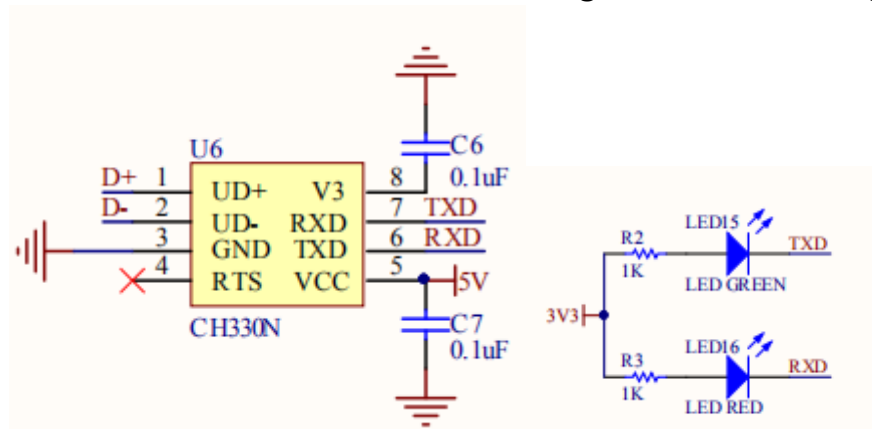 U6
C6
0.1uF
D+ 1 UD+ V3 8
D- 2 UD- RXD 7 TXD
3 GND TXD 6 RXD
4 RTS VCC 5 5V
CH330N
C7
0.1uF
R2
1K
LED15
TXD
LED GREEN
3V3
R3
1K
LED16
RXD
LED RED